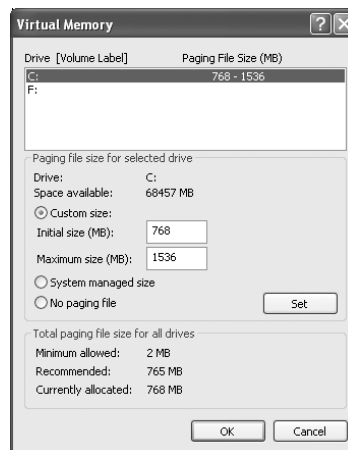 Virtual Memory
Drive [Volume Label] Paging File Size (MB)
C: 768 - 1536
F:
Paging file size for selected drive
Drive: C:
Space available: 68457 MB
Custom size:
Initial size (MB): 768
Maximum size (MB): 1536
System managed size
No paging file Set
Total paging file size for all drives
Minimum allowed: 2 MB
Recommended: 765 MB
Currently allocated: 768 MB
OK Cancel